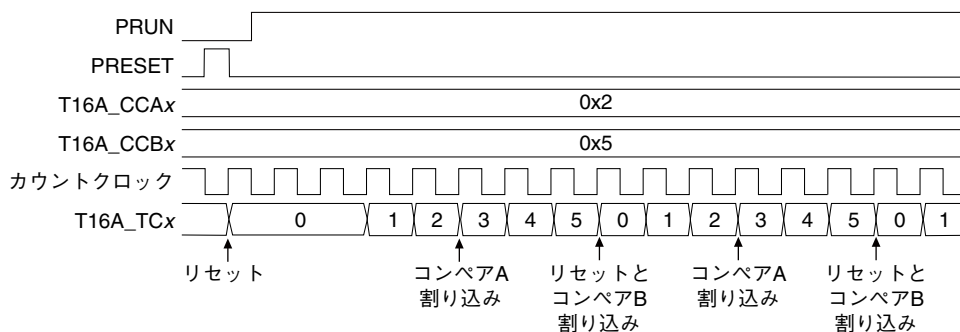 PRUN
PRESET
T16A_CCAx
0x2
T16A_CCBx
0x5
カウントクロック
T16A_TCx
0 1 2 3 4 5 0 1 2 3 4 5 0 1
リセット
コンペアA
割り込み
リセットと
コンペアB
割り込み
コンペアA
割り込み
リセットと
コンペアB
割り込み